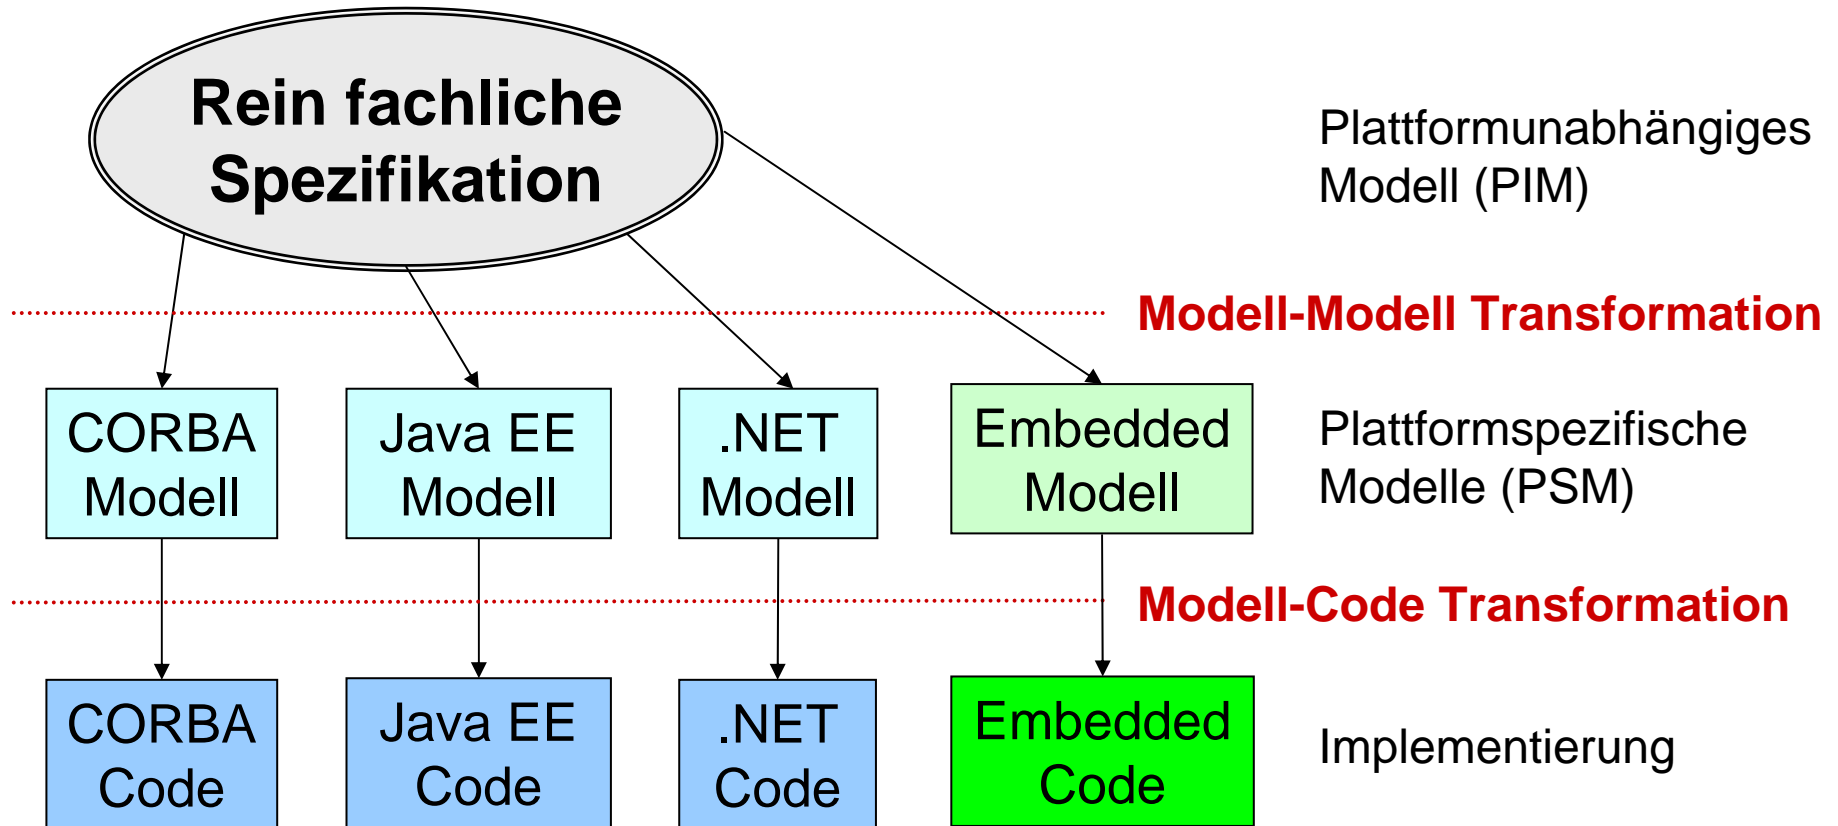 Rein fachliche
Spezifikation
Plattformunabhängiges
Modell (PIM)
Modell-Modell Transformation
CORBA
Modell
Java EE
Modell
.NET
Modell
Embedded
Modell
Plattformspezifische
Modelle (PSM)
Modell-Code Transformation
CORBA
Code
Java EE
Code
.NET
Code
Embedded
Code
Implementierung